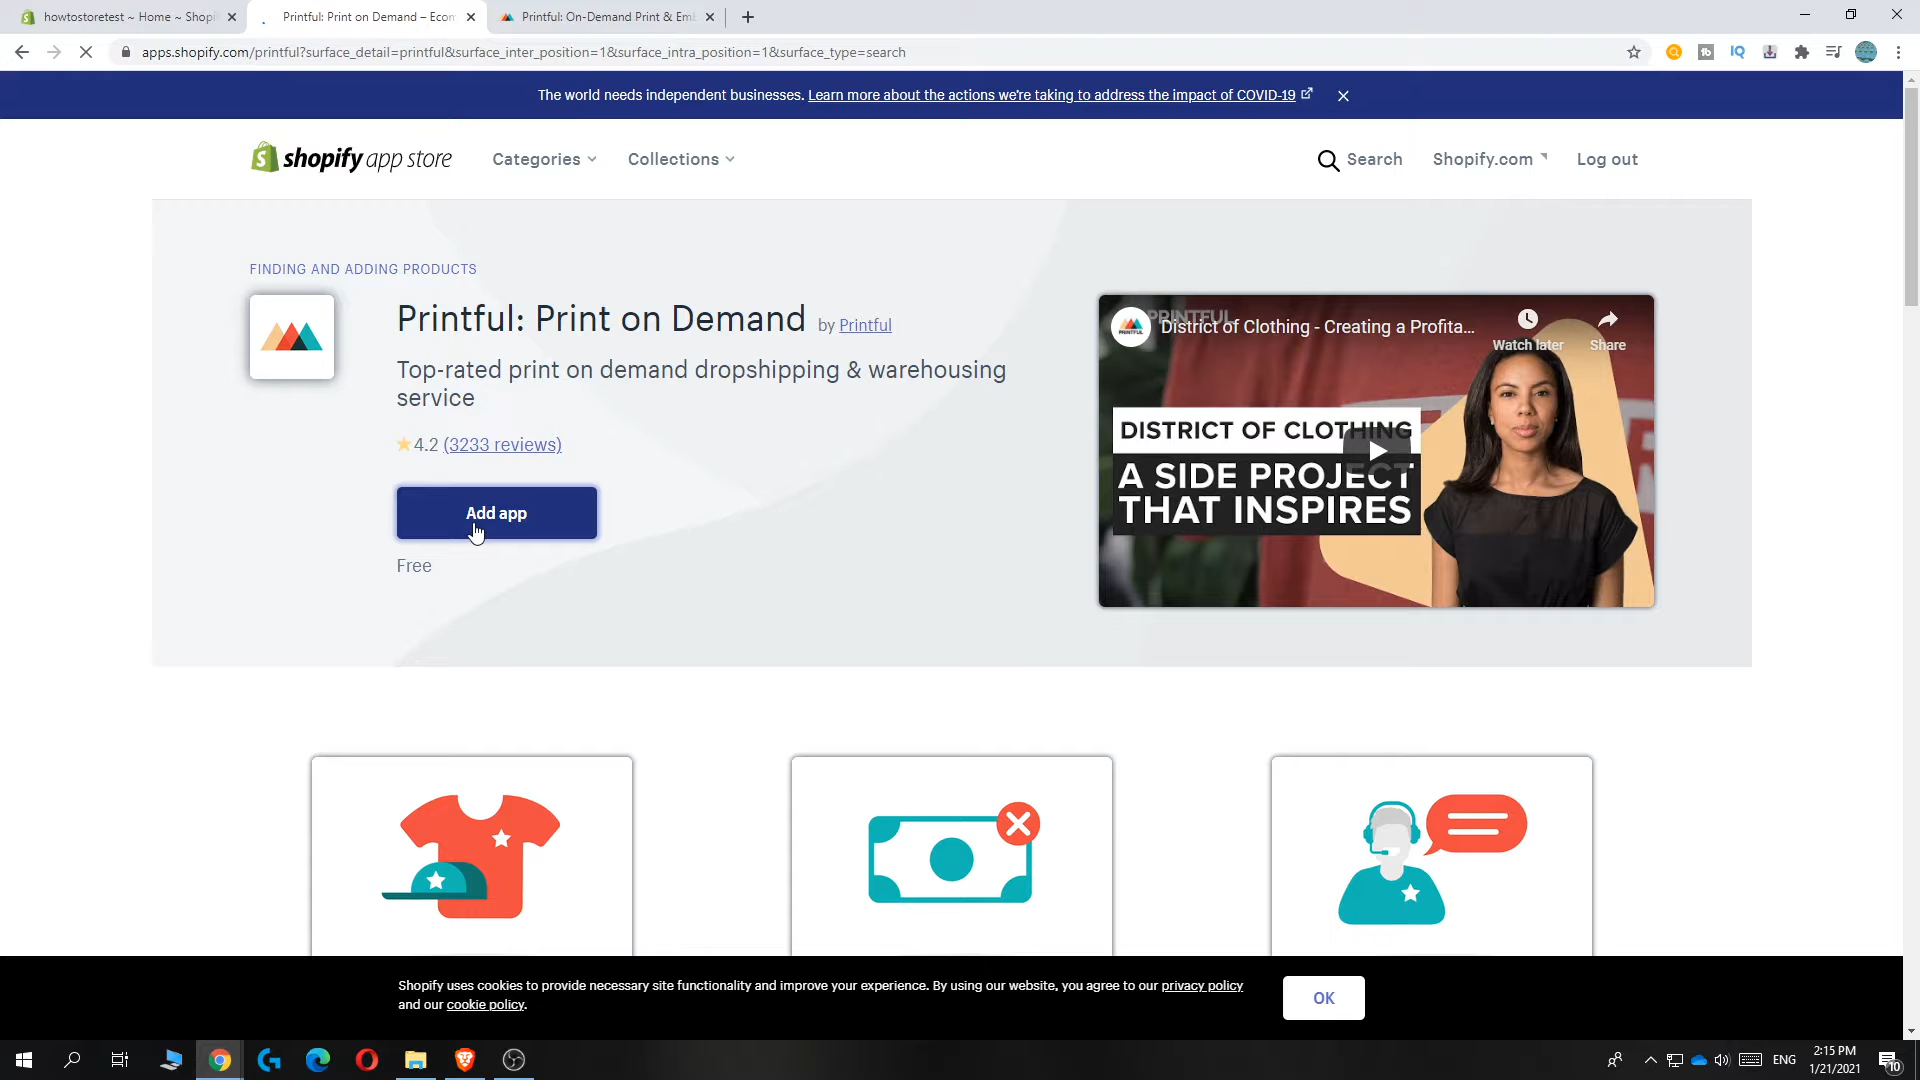 howtostoretest ~ Home ~ Shopi
Printful: Print on Demand – Econ
Printful: On-Demand Print & Em
apps.shopify.com/printful?surface_detail=printful&surface_inter_position=1&surface_intra_position=1&surface_type=search
The world needs independent businesses. Learn more about the actions we're taking to address the impact of COVID-19
shopify app store
Categories
Collections
Search
Shopify.com
Log out
FINDING AND ADDING PRODUCTS
Printful: Print on Demand by Printful
Top-rated print on demand dropshipping & warehousing
service
4.2 (3233 reviews)
Add app
Free
PRINTFUL
PRINTFUL
District of Clothing - Creating a Profita...
Watch later
Share
DISTRICT OF CLOTHING
A SIDE PROJECT
THAT INSPIRES
Shopify uses cookies to provide necessary site functionality and improve your experience. By using our website, you agree to our privacy policy
and our cookie policy.
OK
ENG
2:15 PM
1/21/2021
10